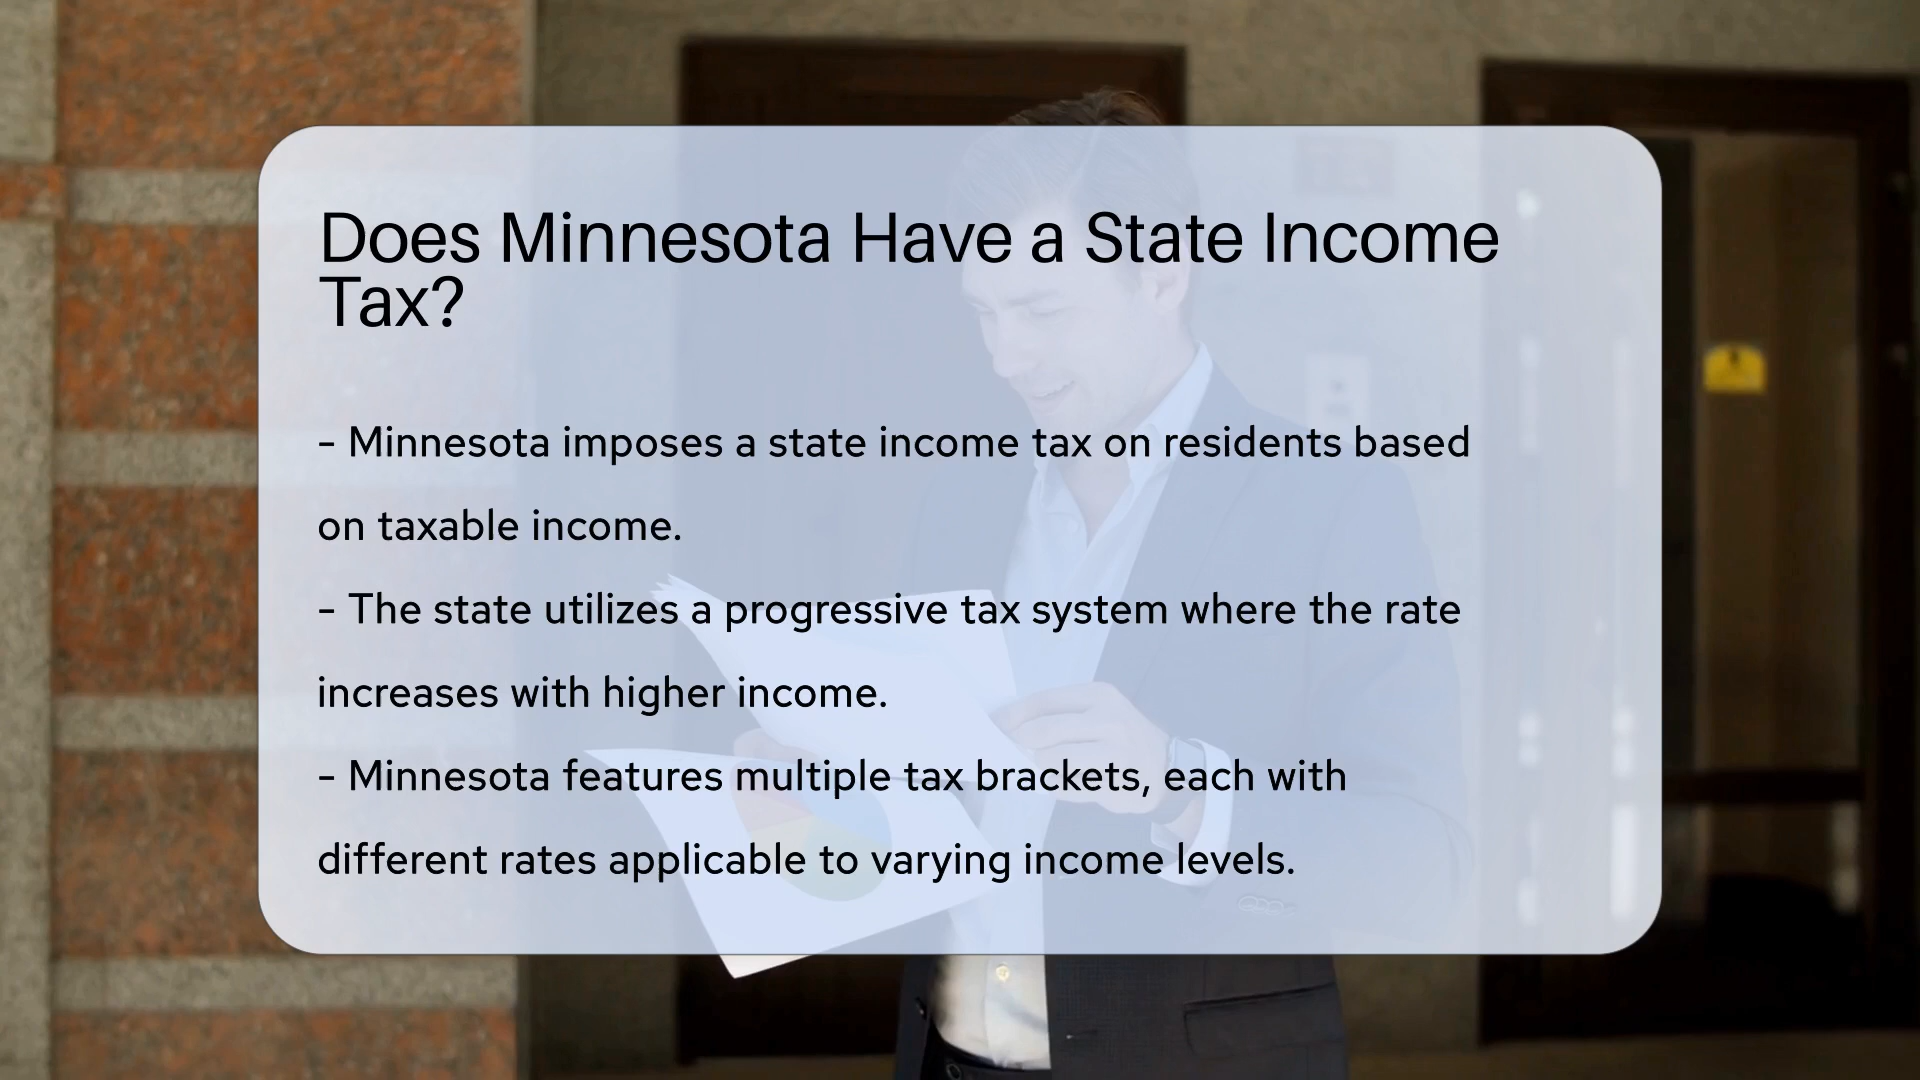 Does Minnesota Have a State Income
Tax?
- Minnesota imposes a state income tax on residents based
on taxable income.
- The state utilizes a progressive tax system where the rate
increases with higher income.
- Minnesota features multiple tax brackets, each with
different rates applicable to varying income levels.